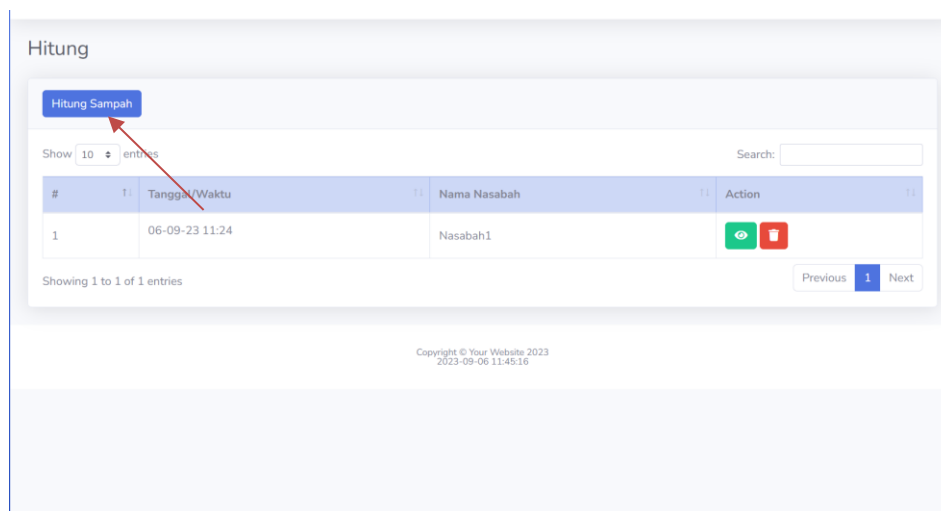 Hitung
Hitung Sampah
Show 10 entries
Search:
# Tanggal/Waktu Nama Nasabah Action
1 06-09-23 11:24 Nasabah1
Showing 1 to 1 of 1 entries
Previous 1 Next
Copyright © Your Website 2023
2023-09-06 11:45:16